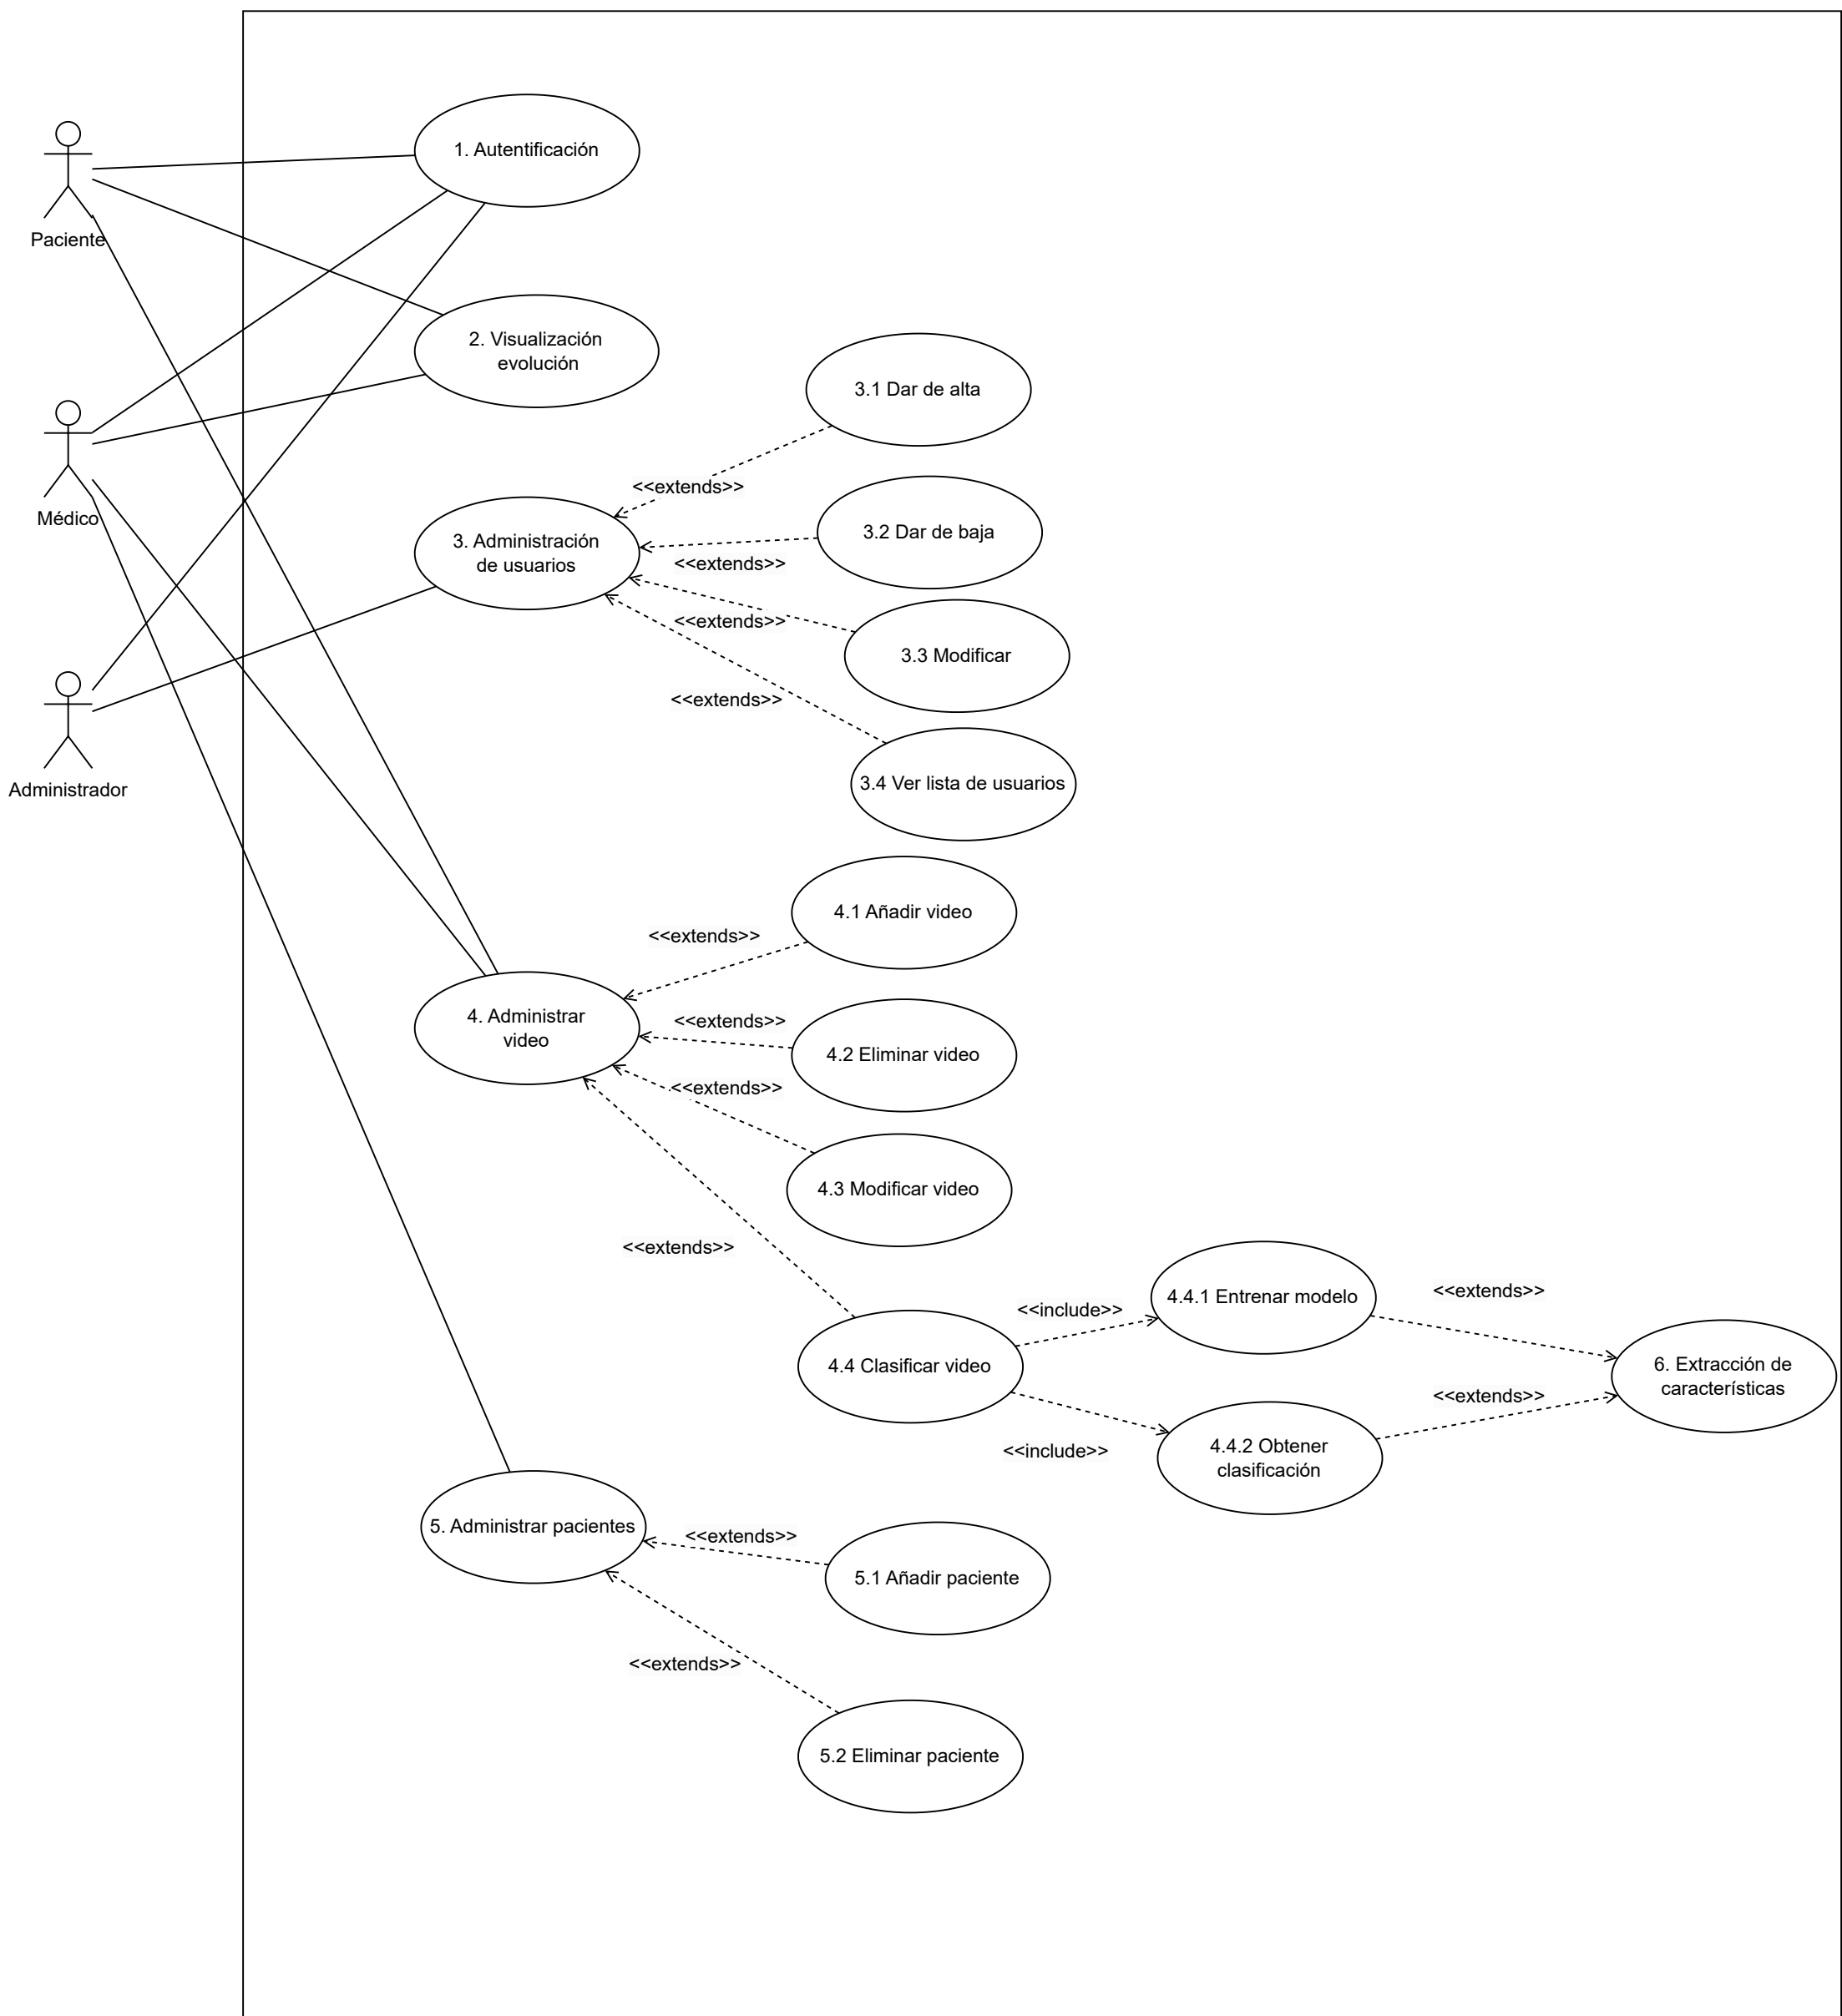 1. Autentificación
Paciente
2. Visualización
evolución
3.1 Dar de alta
<<extends>>
Médico
3. Administración
de usuarios
3.2 Dar de baja
<<extends>>
<<extends>>
3.3 Modificar
<<extends>>
3.4 Ver lista de usuarios
Administrador
4.1 Añadir video
<<extends>>
4. Administrar
video
<<extends>>
4.2 Eliminar video
<<extends>>
4.3 Modificar video
<<extends>>
4.4 Clasificar video
<<include>>
4.4.1 Entrenar modelo
<<extends>>
6. Extracción de
características
<<extends>>
<<include>>
4.4.2 Obtener
clasificación
5. Administrar pacientes
<<extends>>
5.1 Añadir paciente
<<extends>>
5.2 Eliminar paciente